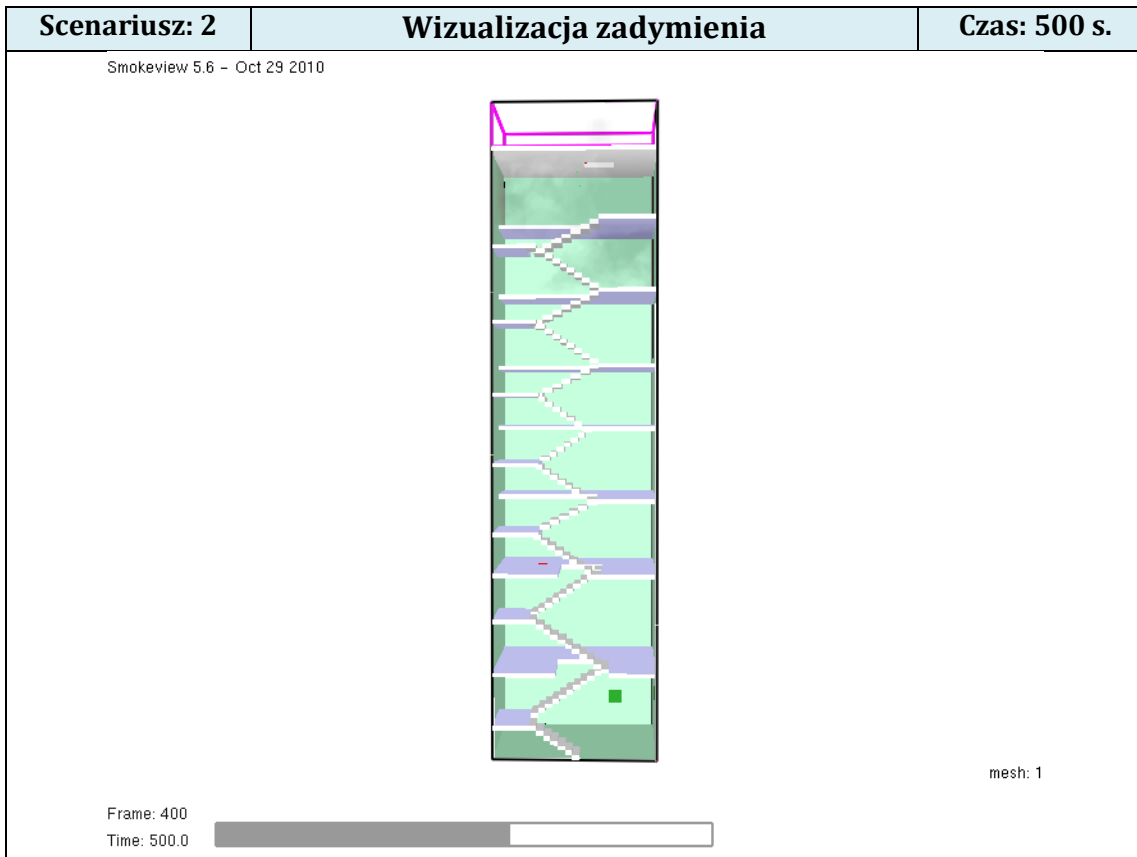 Scenariusz: 2 Wizualizacja zadymienia Czas: 500 s.
Smokeview 5.6 – Oct 29 2010
mesh: 1
Frame: 400
Time: 500.0